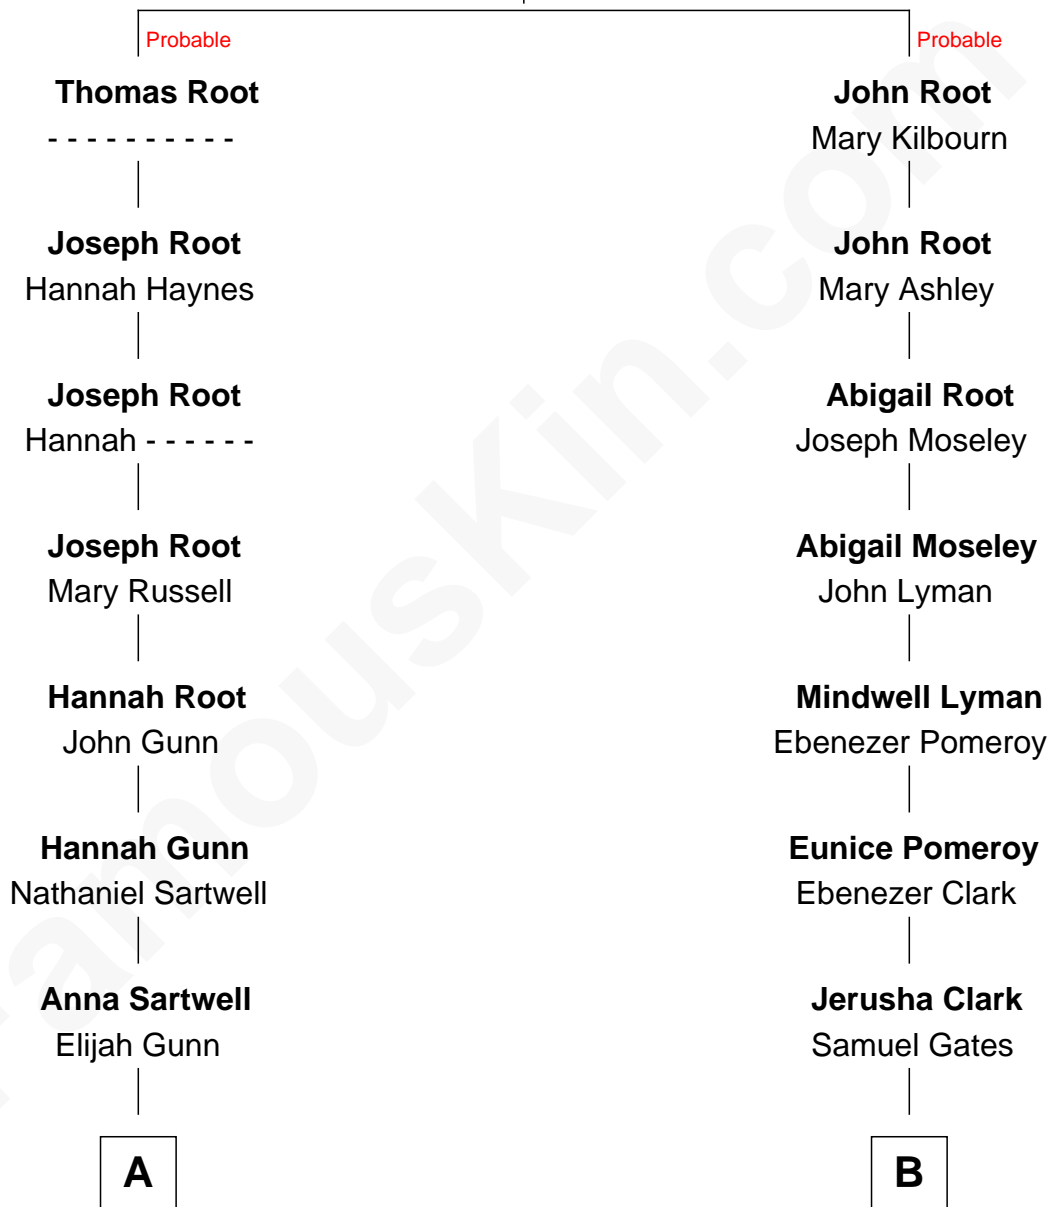 Probable
Probable
Thomas Root
- - - - - - - - - -
John Root
Mary Kilbourn
Joseph Root
Hannah Haynes
John Root
Mary Ashley
Joseph Root
Hannah - - - - - -
Abigail Root
Joseph Moseley
Joseph Root
Mary Russell
Abigail Moseley
John Lyman
Hannah Root
John Gunn
Mindwell Lyman
Ebenezer Pomeroy
Hannah Gunn
Nathaniel Sartwell
Eunice Pomeroy
Ebenezer Clark
Anna Sartwell
Elijah Gunn
Jerusha Clark
Samuel Gates
A
B
FamousKin.com